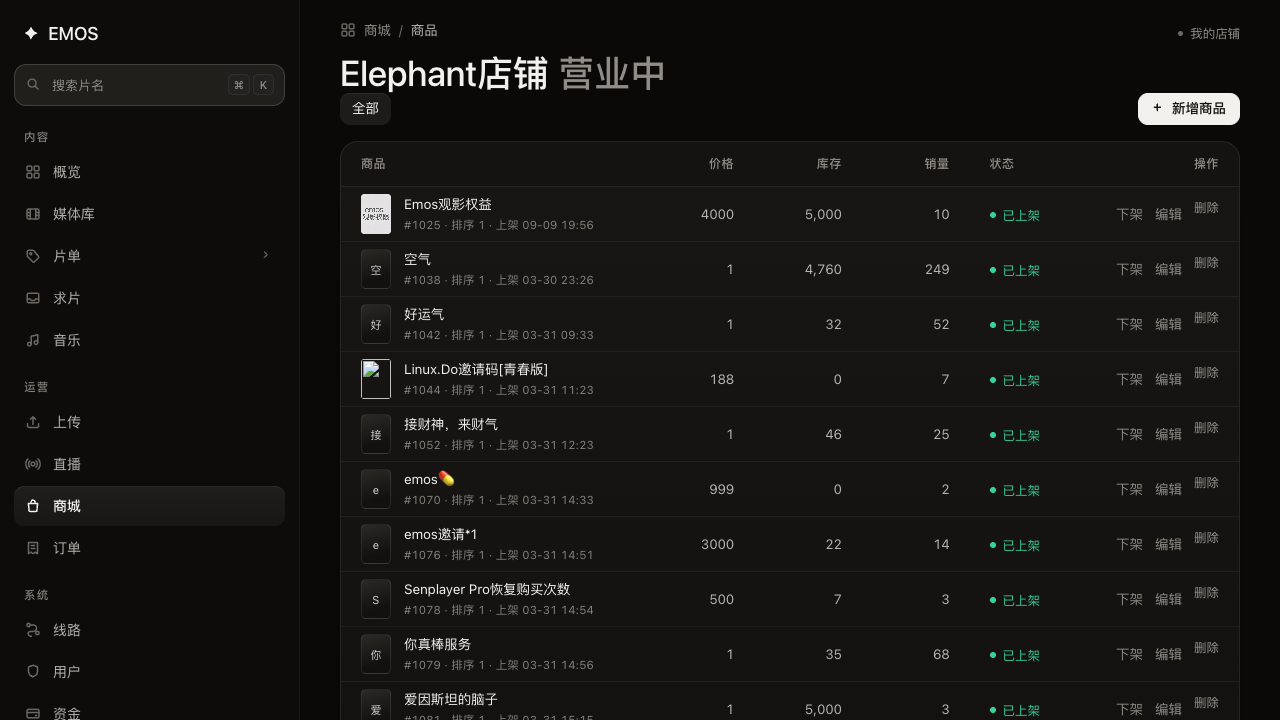 EMOS
搜索片名 ⌘ K
内容
概览
媒体库
片单
求片
音乐
运营
上传
直播
商城
订单
系统
线路
用户
资金
商城 / 商品
我的店铺
Elephant店铺 营业中
全部
+ 新增商品
商品 价格 库存 销量 状态 操作
emos
观影权益
Emos观影权益
#1025 · 排序 1 · 上架 09-09 19:56
4000 5,000 10 已上架 下架 编辑 删除
空
空气
#1038 · 排序 1 · 上架 03-30 23:26
1 4,760 249 已上架 下架 编辑 删除
好
好运气
#1042 · 排序 1 · 上架 03-31 09:33
1 32 52 已上架 下架 编辑 删除
Linux.Do邀请码[青春版]
#1044 · 排序 1 · 上架 03-31 11:23
188 0 7 已上架 下架 编辑 删除
接
接财神，来财气
#1052 · 排序 1 · 上架 03-31 12:23
1 46 25 已上架 下架 编辑 删除
e
emos💊
#1070 · 排序 1 · 上架 03-31 14:33
999 0 2 已上架 下架 编辑 删除
e
emos邀请*1
#1076 · 排序 1 · 上架 03-31 14:51
3000 22 14 已上架 下架 编辑 删除
S
Senplayer Pro恢复购买次数
#1078 · 排序 1 · 上架 03-31 14:54
500 7 3 已上架 下架 编辑 删除
你
你真棒服务
#1079 · 排序 1 · 上架 03-31 14:56
1 35 68 已上架 下架 编辑 删除
爱
爱因斯坦的脑子
#1081 · 排序 1 · 上架 03-31 15:15
1 5,000 3 已上架 下架 编辑 删除